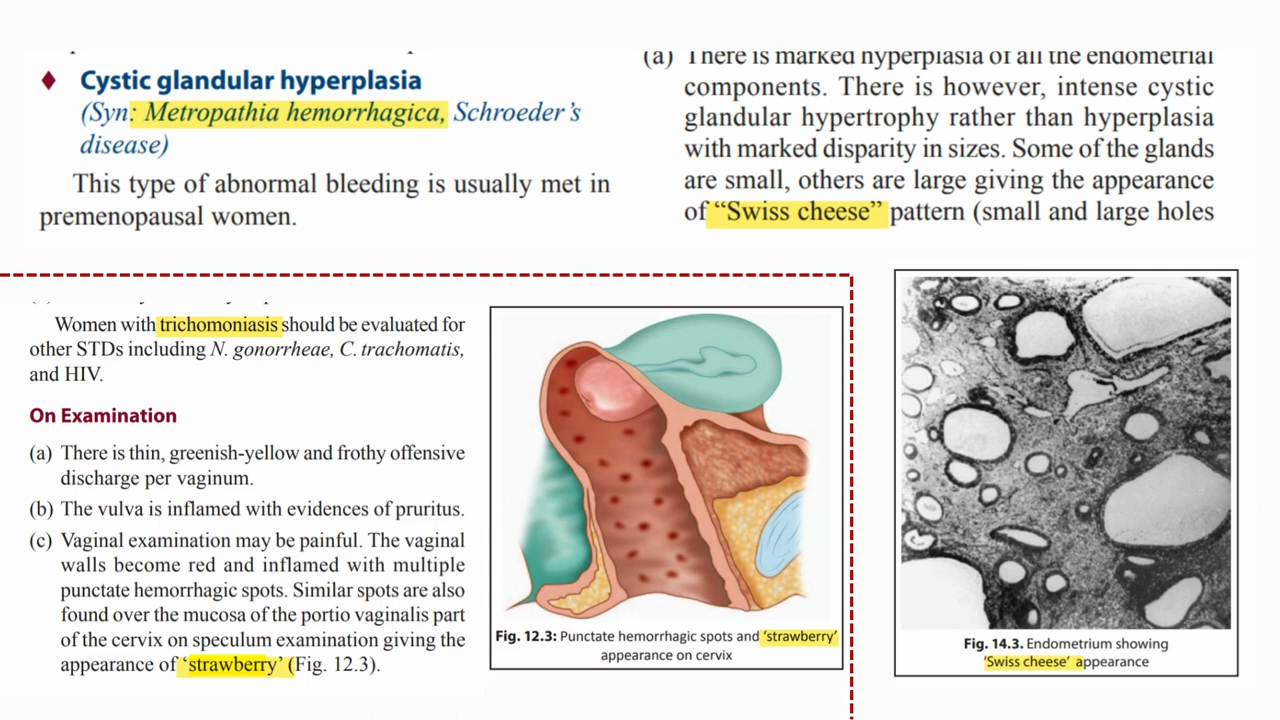 Cystic glandular hyperplasia
(Syn: Metropathia hemorrhagica, Schroeder's
disease)
This type of abnormal bleeding is usually met in
premenopausal women.
(a) There is marked hyperplasia of all the endometrial
components. There is however, intense cystic
glandular hypertrophy rather than hyperplasia
with marked disparity in sizes. Some of the glands
are small, others are large giving the appearance
of “Swiss cheese” pattern (small and large holes
Women with trichomoniasis should be evaluated for
other STDs including N. gonorrheae, C. trachomatis,
and HIV.
On Examination
(a) There is thin, greenish-yellow and frothy offensive
discharge per vaginum.
(b) The vulva is inflamed with evidences of pruritus.
(c) Vaginal examination may be painful. The vaginal
walls become red and inflamed with multiple
punctate hemorrhagic spots. Similar spots are also
found over the mucosa of the portio vaginalis part
of the cervix on speculum examination giving the
appearance of ‘strawberry’ (Fig. 12.3).
Fig. 12.3: Punctate hemorrhagic spots and ‘strawberry’
appearance on cervix
Fig. 14.3. Endometrium showing
‘Swiss cheese’ appearance